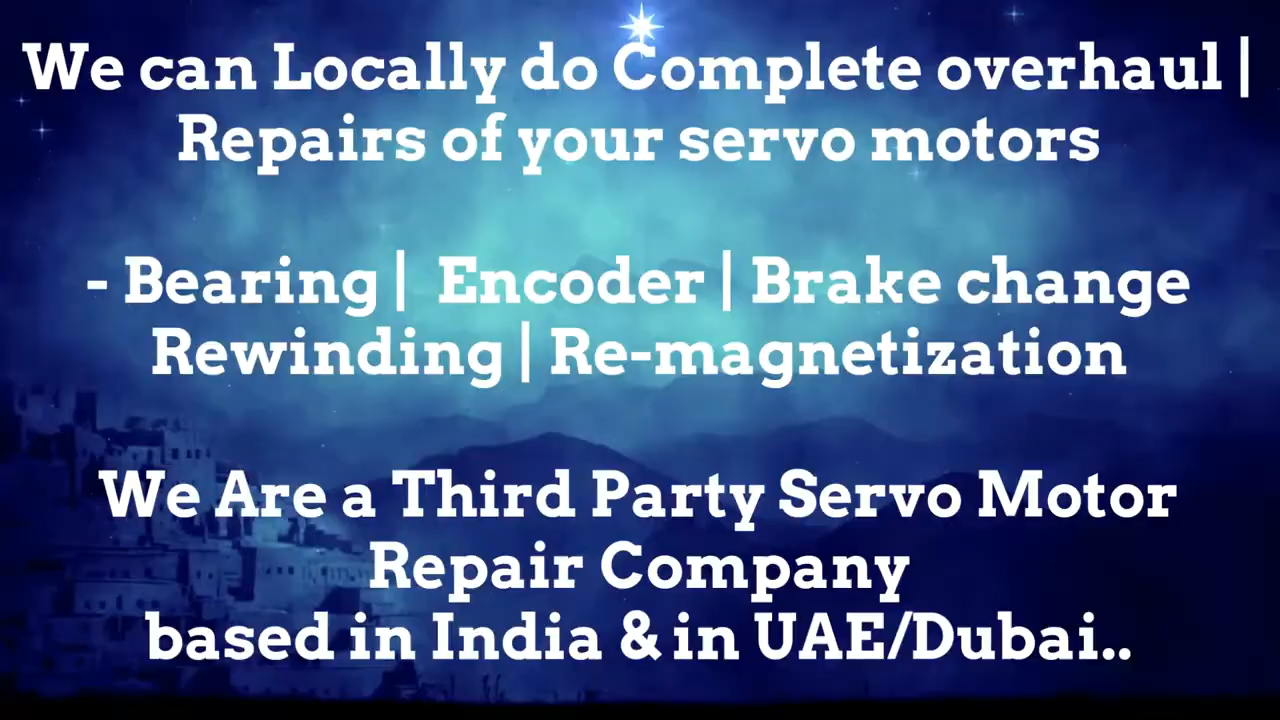 We can Locally do Complete overhaul |
Repairs of your servo motors
- Bearing | Encoder | Brake change
Rewinding | Re-magnetization
We Are a Third Party Servo Motor
Repair Company
based in India & in UAE/Dubai..